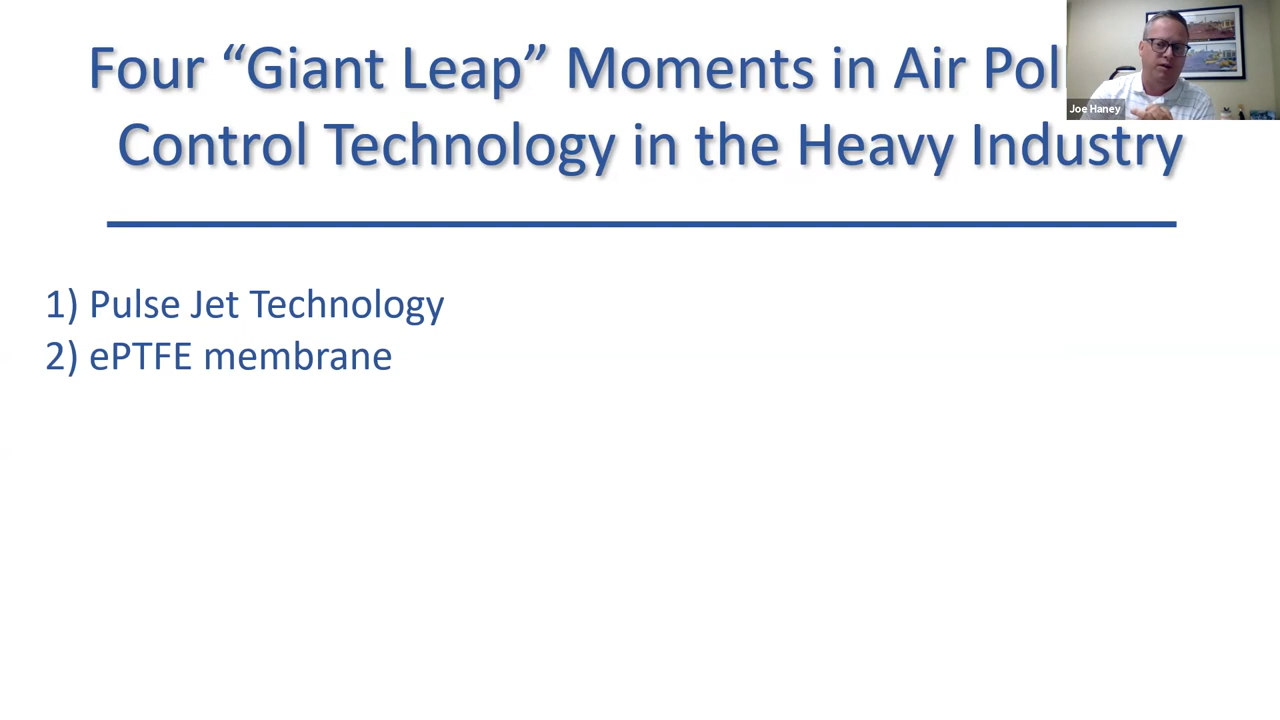 Four “Giant Leap” Moments in Air Pol
Joe Haney
Control Technology in the Heavy Industry
1) Pulse Jet Technology
2) ePTFE membrane